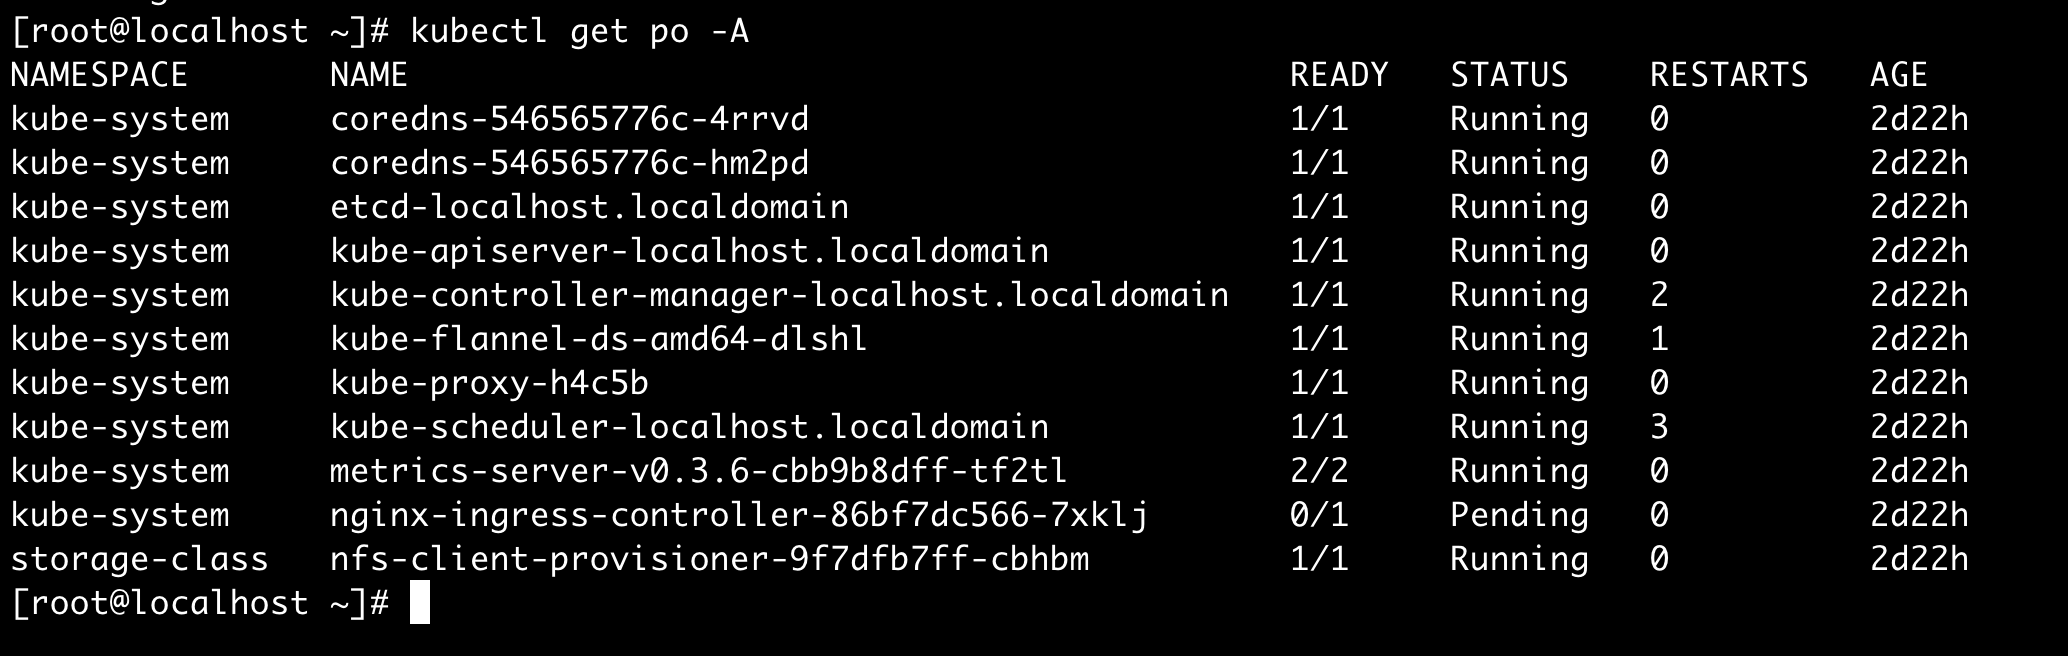 [root@localhost ~]# kubectl get po -A
NAMESPACE NAME READY STATUS RESTARTS AGE
kube-system coredns-546565776c-4rrvd 1/1 Running 0 2d22h
kube-system coredns-546565776c-hm2pd 1/1 Running 0 2d22h
kube-system etcd-localhost.localdomain 1/1 Running 0 2d22h
kube-system kube-apiserver-localhost.localdomain 1/1 Running 0 2d22h
kube-system kube-controller-manager-localhost.localdomain 1/1 Running 2 2d22h
kube-system kube-flannel-ds-amd64-dlshl 1/1 Running 1 2d22h
kube-system kube-proxy-h4c5b 1/1 Running 0 2d22h
kube-system kube-scheduler-localhost.localdomain 1/1 Running 3 2d22h
kube-system metrics-server-v0.3.6-cbb9b8dff-tf2tl 2/2 Running 0 2d22h
kube-system nginx-ingress-controller-86bf7dc566-7xklj 0/1 Pending 0 2d22h
storage-class nfs-client-provisioner-9f7dfb7ff-cbhbm 1/1 Running 0 2d22h
[root@localhost ~]#